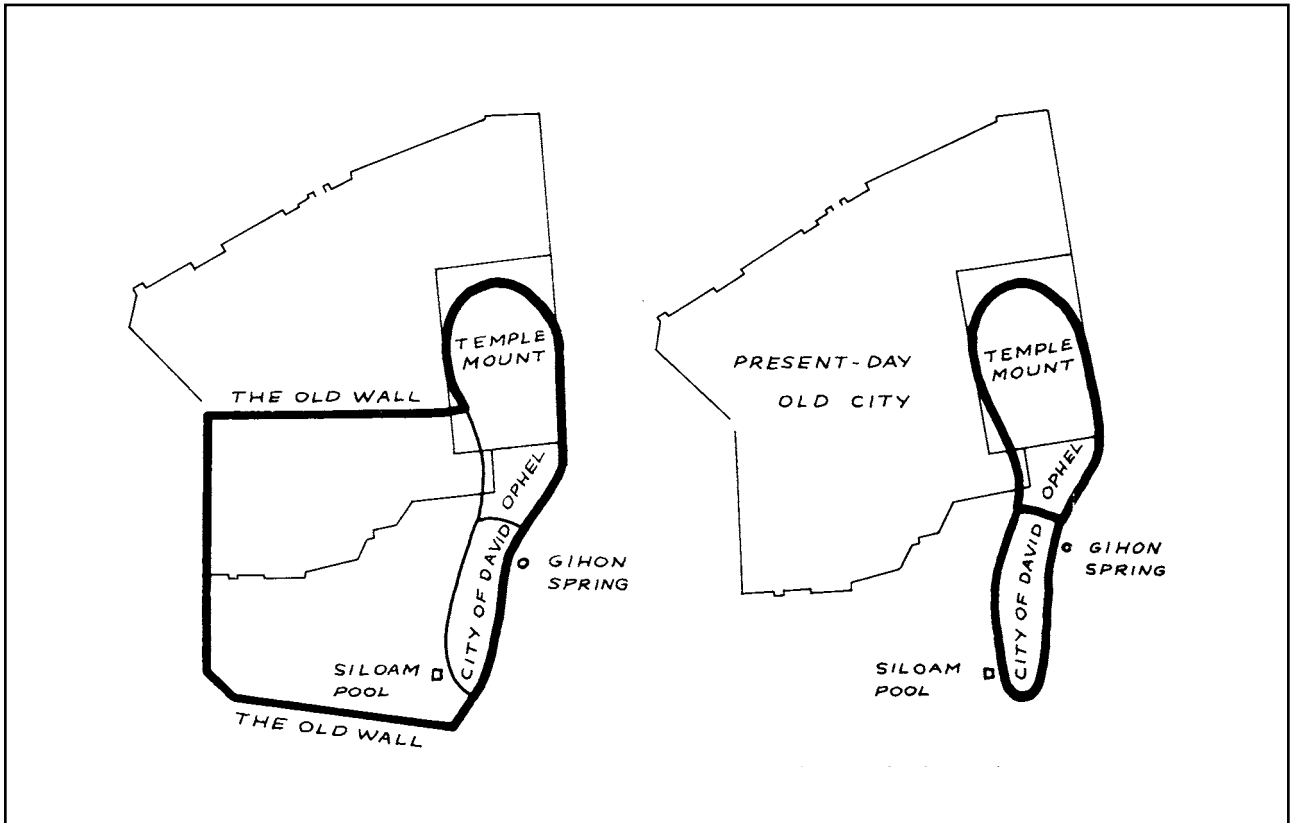 TEMPLE
MOUNT
THE OLD WALL
OPHEL
CITY OF DAVID
GIHON
SPRING
SILOAM
POOL
THE OLD WALL
PRESENT-DAY
OLD CITY
TEMPLE
MOUNT
OPHEL
CITY OF DAVID
GIHON
SPRING
SILOAM
POOL